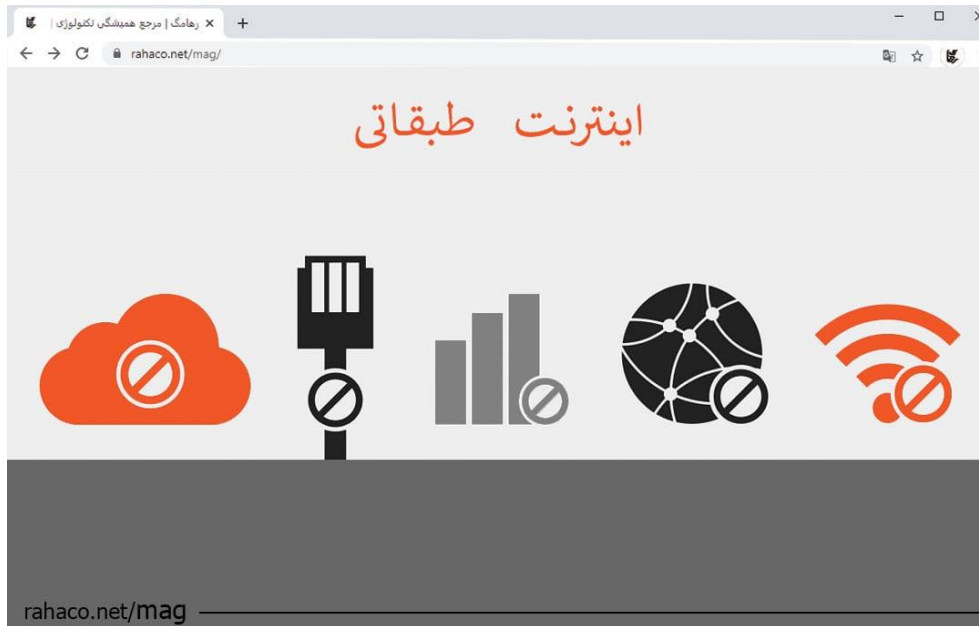 رهامگ | مرجع همیشگی تکنولوژی |
rahaco.net/mag/
اینترنت طبقاتی
rahaco.net/mag